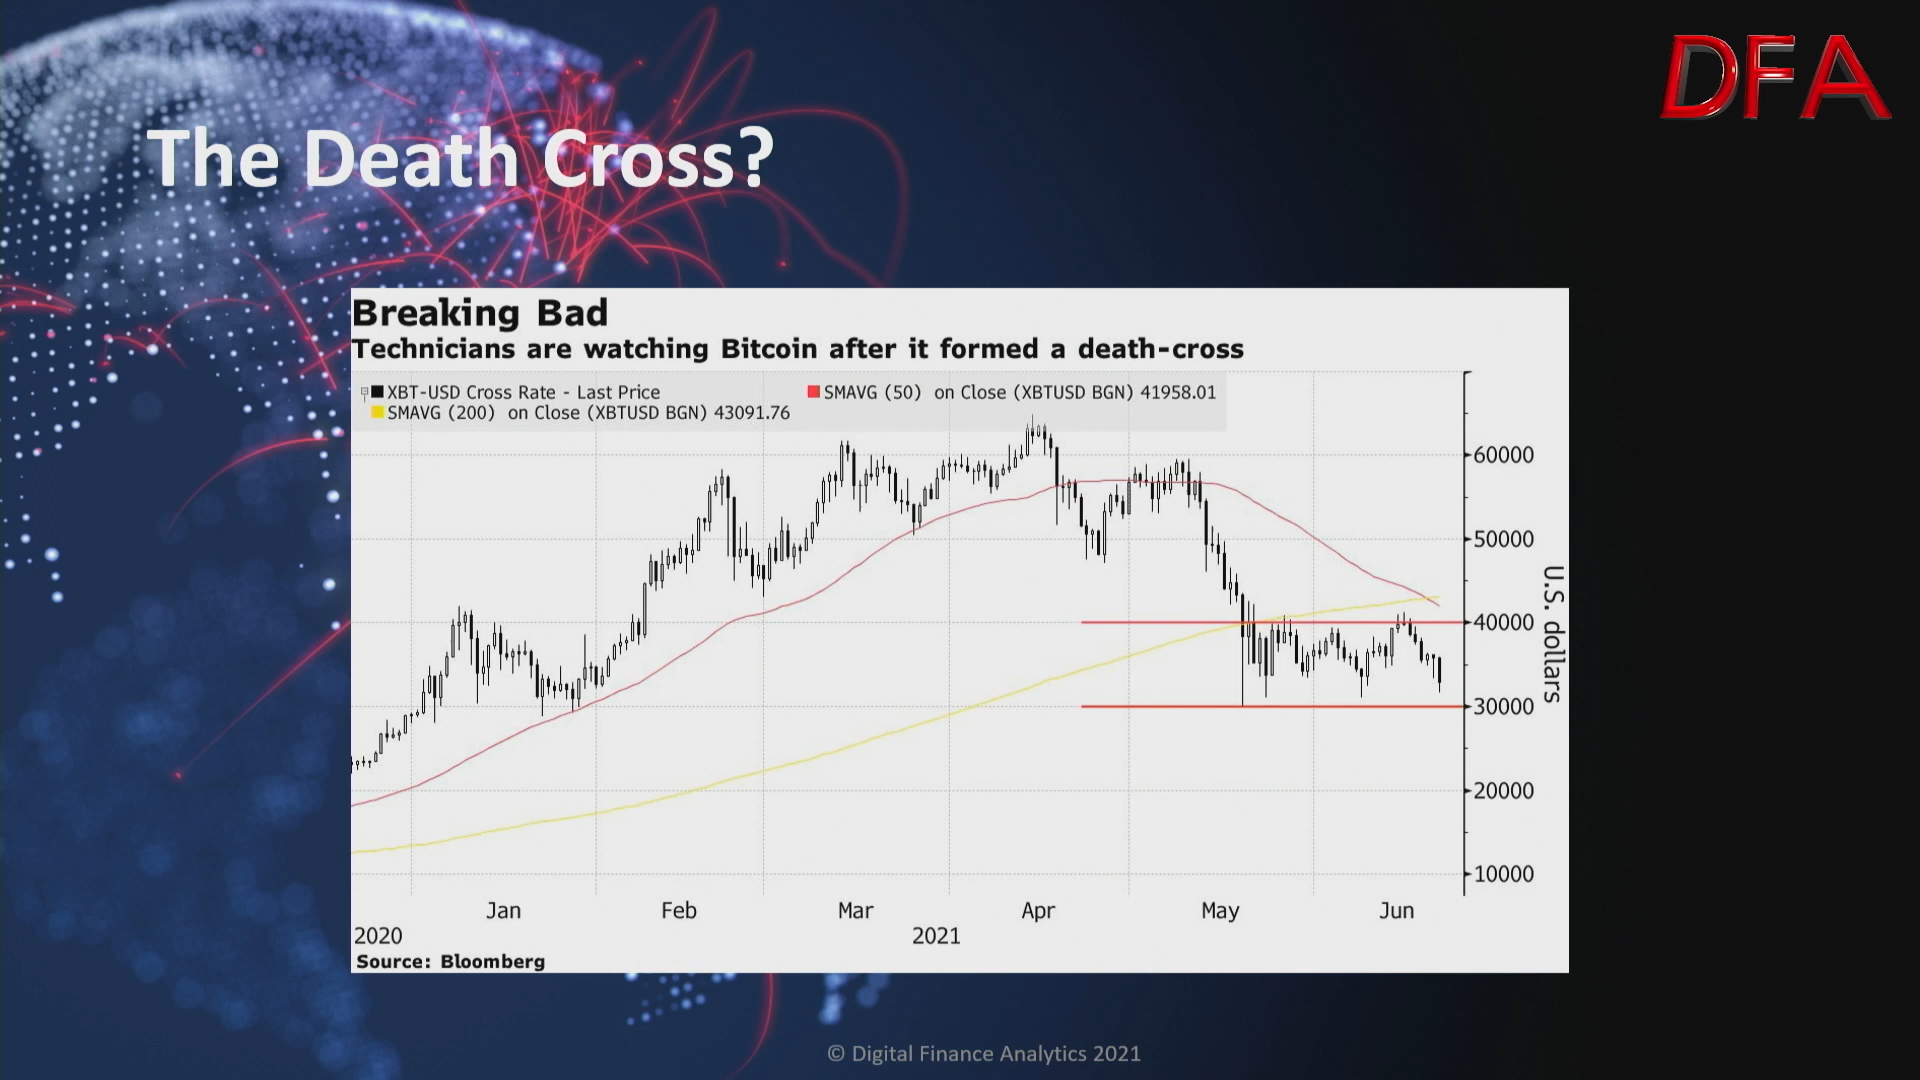 DFA
The Death Cross?
Breaking Bad
Technicians are watching Bitcoin after it formed a death-cross
XBT-USD Cross Rate - Last Price
SMAVG (50) on Close (XBTUSD BGN) 41958.01
SMAVG (200) on Close (XBTUSD BGN) 43091.76
60000
50000
40000
30000
20000
10000
U.S. dollars
Jan Feb Mar Apr May Jun
2020 2021
Source: Bloomberg
© Digital Finance Analytics 2021